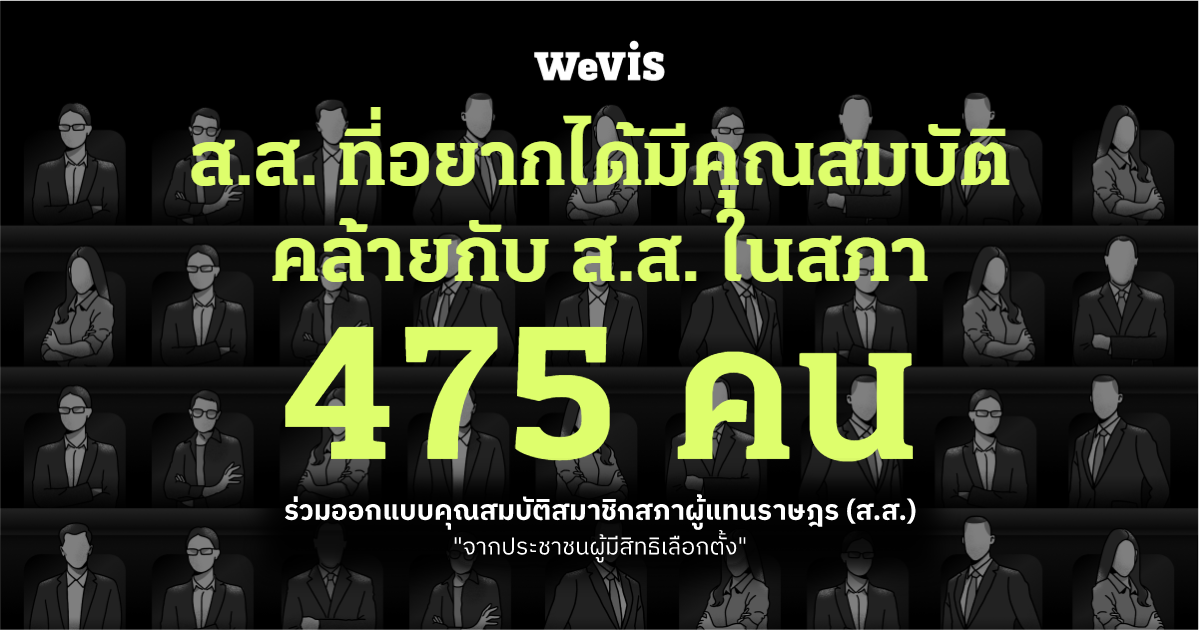 WeVIS
ส.ส. ที่อยากได้มีคุณสมบัติ
คล้ายกับ ส.ส. ในสภา
475 คน
ร่วมออกแบบคุณสมบัติสมาชิกสภาผู้แทนราษฎร (ส.ส.)
"จากประชาชนผู้มีสิทธิเลือกตั้ง"